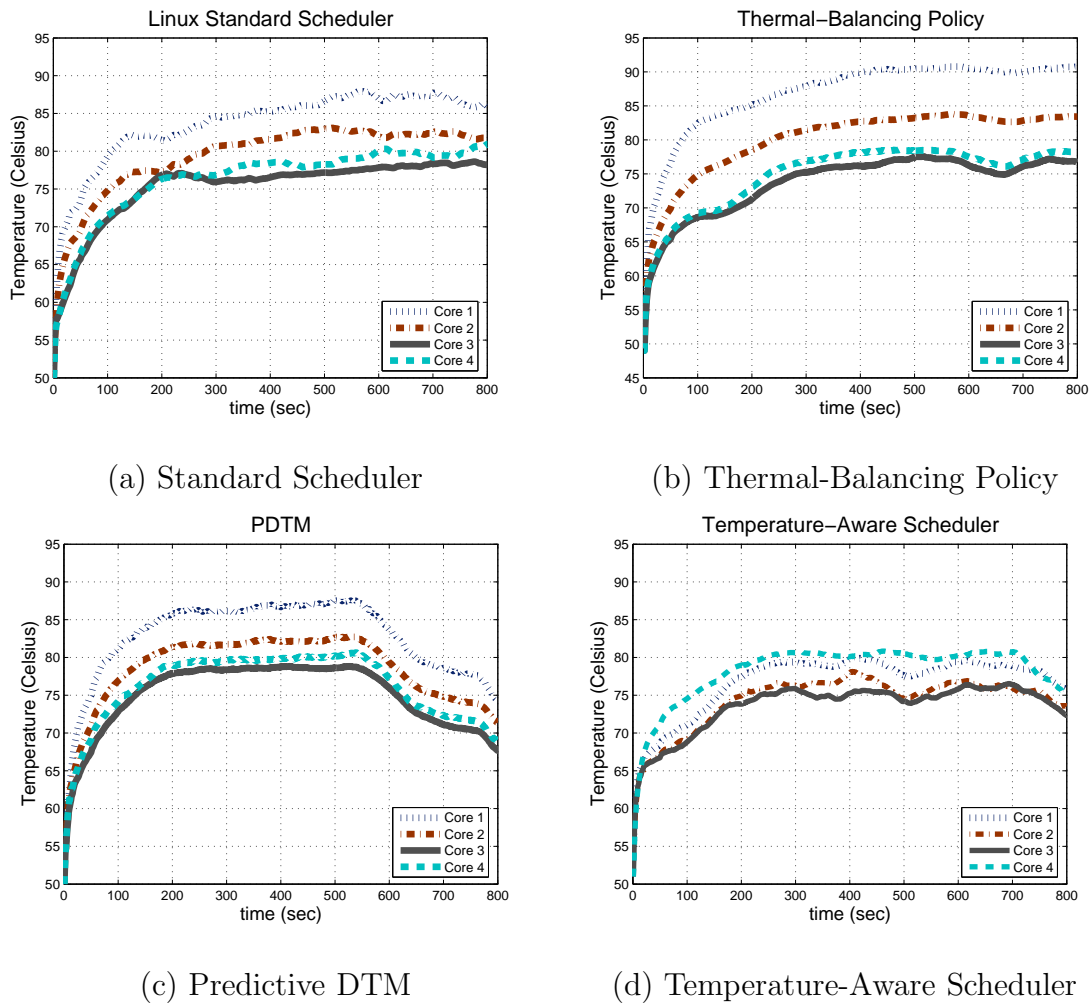 Linux Standard Scheduler
95
90
85
80
75
70
65
60
55
50
0 100 200 300 400 500 600 700 800
Temperature (Celsius)
time (sec)
Core 1
Core 2
Core 3
Core 4
(a) Standard Scheduler
Thermal−Balancing Policy
95
90
85
80
75
70
65
60
55
50
45
0 100 200 300 400 500 600 700 800
Temperature (Celsius)
time (sec)
Core 1
Core 2
Core 3
Core 4
(b) Thermal-Balancing Policy
PDTM
95
90
85
80
75
70
65
60
55
50
0 100 200 300 400 500 600 700 800
Temperature (Celsius)
time (sec)
Core 1
Core 2
Core 3
Core 4
(c) Predictive DTM
Temperature−Aware Scheduler
95
90
85
80
75
70
65
60
55
50
0 100 200 300 400 500 600 700 800
Temperature (Celsius)
time (sec)
Core 1
Core 2
Core 3
Core 4
(d) Temperature-Aware Scheduler